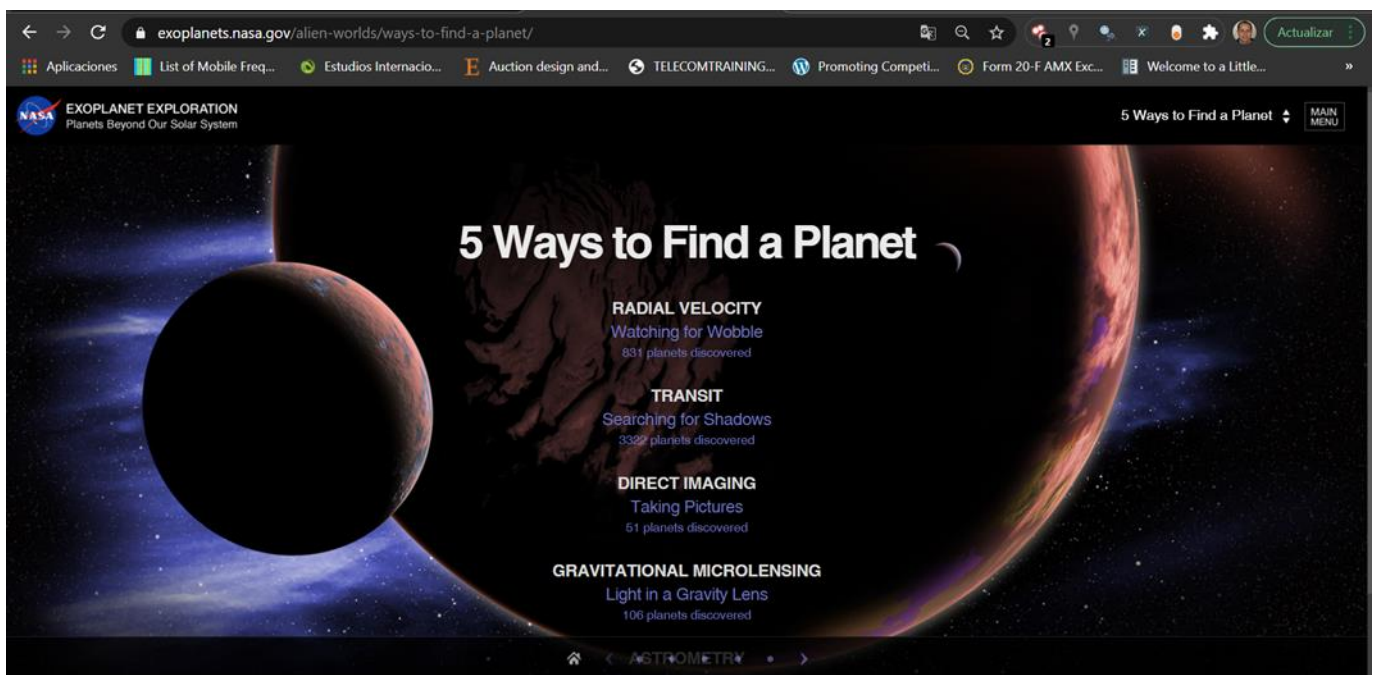 exoplanets.nasa.gov/alien-worlds/ways-to-find-a-planet/
2
Actualizar
Aplicaciones
List of Mobile Freq...
Estudios Internacio...
E
Auction design and...
TELECOMTRAINING...
Promoting Competi...
Form 20-F AMX Exc...
Welcome to a Little...
»
NASA
EXOPLANET EXPLORATION
Planets Beyond Our Solar System
5 Ways to Find a Planet
MAIN
MENU
5 Ways to Find a Planet
RADIAL VELOCITY
Watching for Wobble
831 planets discovered
TRANSIT
Searching for Shadows
3322 planets discovered
DIRECT IMAGING
Taking Pictures
51 planets discovered
GRAVITATIONAL MICROLENSING
Light in a Gravity Lens
106 planets discovered
ASTROMETRY